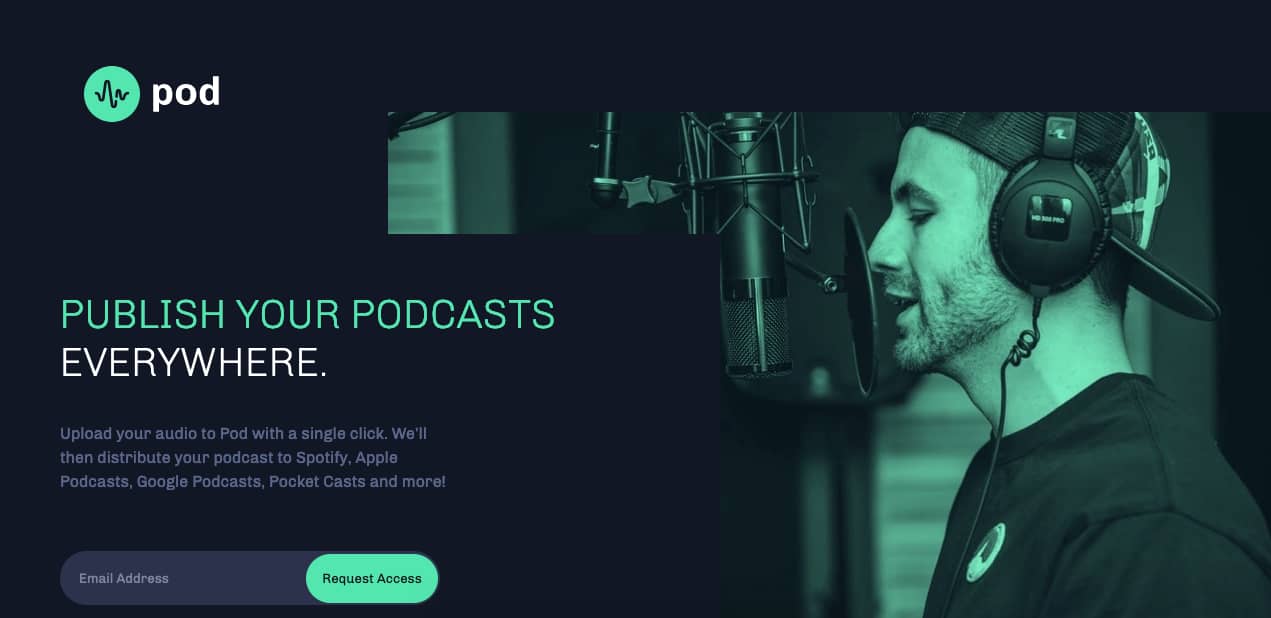 pod
HD 300 PRO
PUBLISH YOUR PODCASTS
EVERYWHERE.
Upload your audio to Pod with a single click. We'll
then distribute your podcast to Spotify, Apple
Podcasts, Google Podcasts, Pocket Casts and more!
Email Address
Request Access